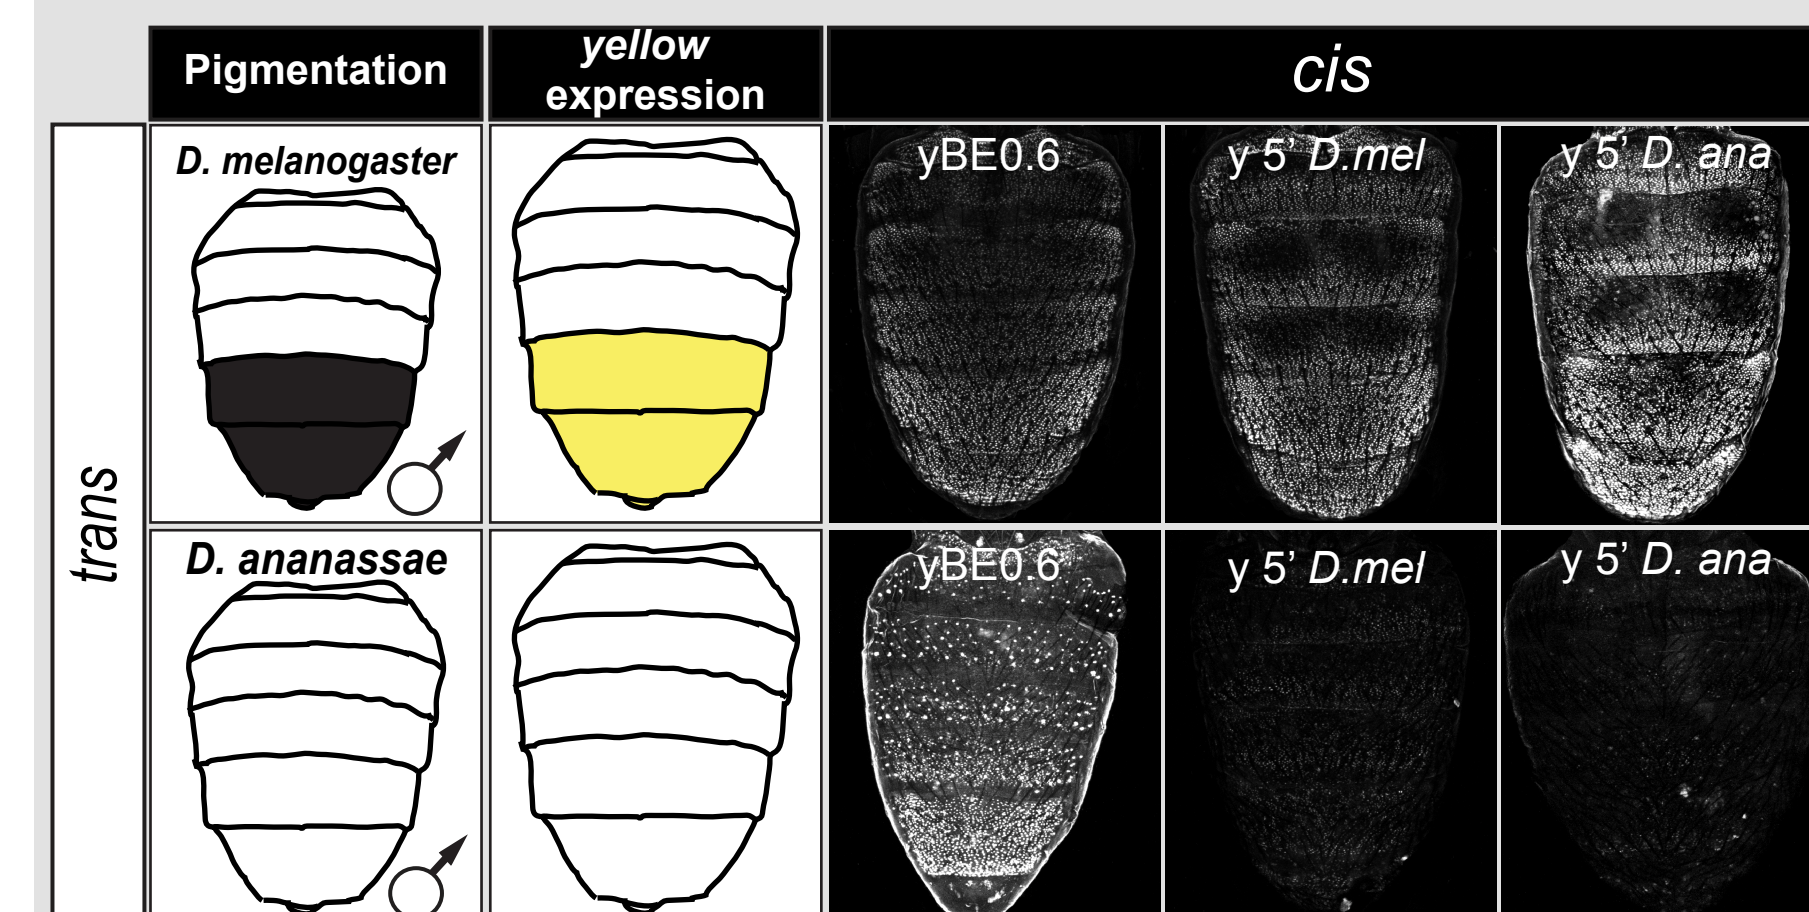 Pigmentation
yellow
expression
cis
trans
D. melanogaster
yBE0.6
y 5’ D.mel
y 5’ D. ana
D. ananassae
yBE0.6
y 5’ D.mel
y 5’ D. ana